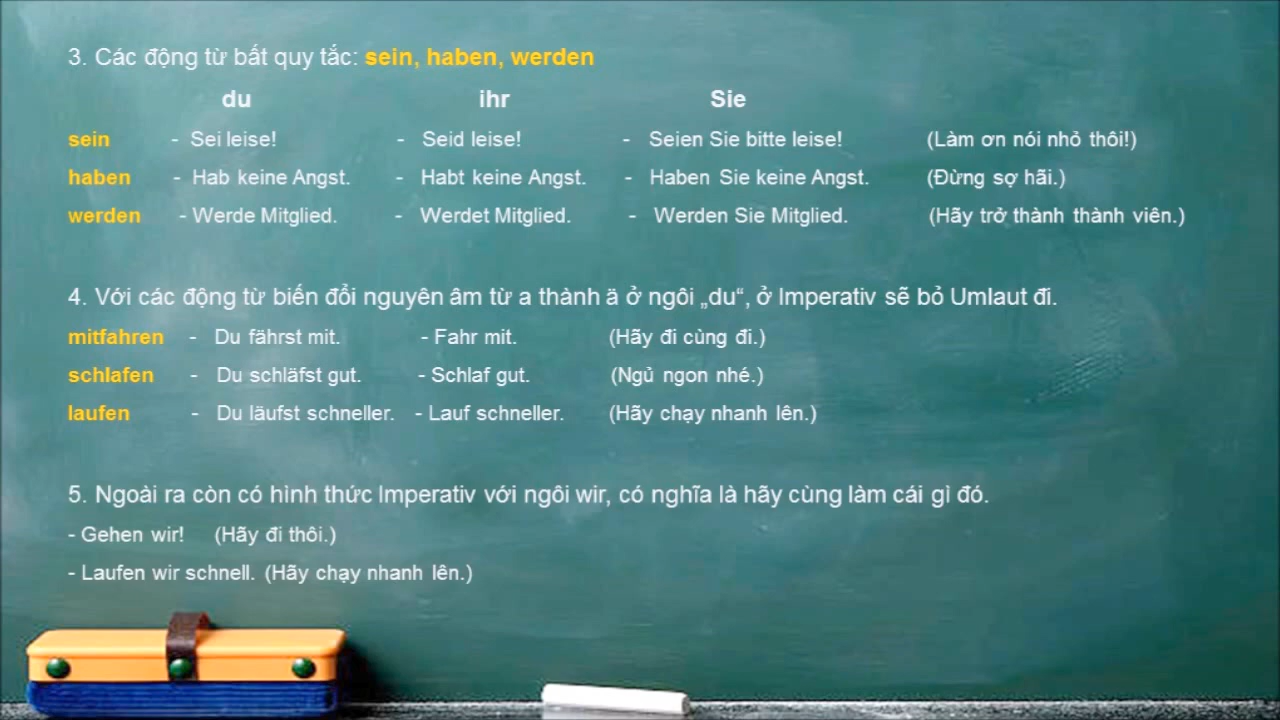 3. Các động từ bất quy tắc: sein, haben, werden
du ihr Sie
sein - Sei leise! - Seid leise! - Seien Sie bitte leise! (Làm ơn nói nhỏ thôi!)
haben - Hab keine Angst. - Habt keine Angst. - Haben Sie keine Angst. (Đừng sợ hãi.)
werden - Werde Mitglied. - Werdet Mitglied. - Werden Sie Mitglied. (Hãy trở thành thành viên.)
4. Với các động từ biến đổi nguyên âm từ a thành ä ở ngôi „du“, ở Imperativ sẽ bỏ Umlaut đi.
mitfahren - Du fährst mit. - Fahr mit. (Hãy đi cùng đi.)
schlafen - Du schläfst gut. - Schlaf gut. (Ngủ ngon nhé.)
laufen - Du läufst schneller. - Lauf schneller. (Hãy chạy nhanh lên.)
5. Ngoài ra còn có hình thức Imperativ với ngôi wir, có nghĩa là hãy cùng làm cái gì đó.
- Gehen wir! (Hãy đi thôi.)
- Laufen wir schnell. (Hãy chạy nhanh lên.)